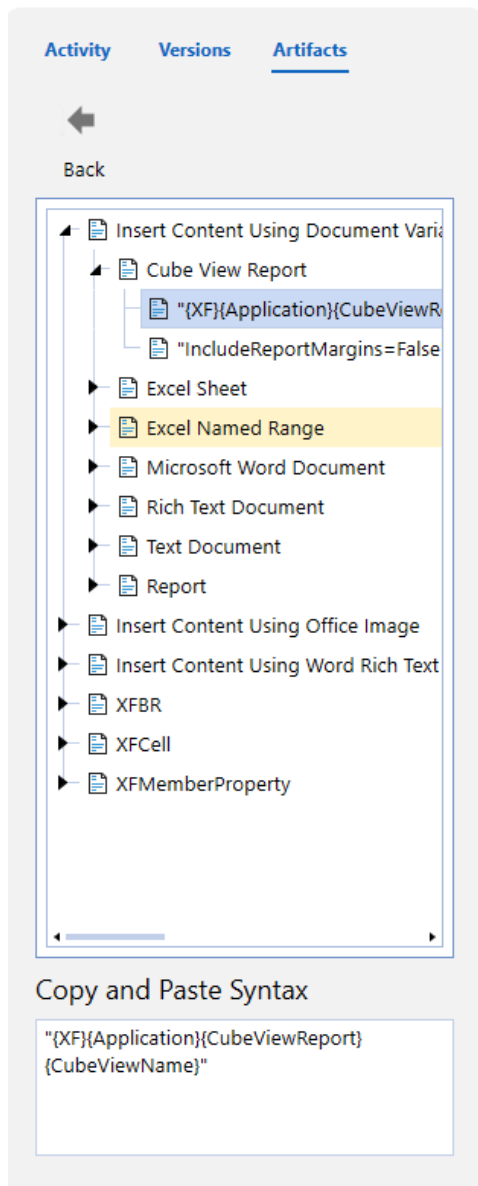 Activity Versions Artifacts
Back
Insert Content Using Document Varia
Cube View Report
"{XF}{Application}{CubeViewR
"IncludeReportMargins=False
Excel Sheet
Excel Named Range
Microsoft Word Document
Rich Text Document
Text Document
Report
Insert Content Using Office Image
Insert Content Using Word Rich Text
XFBR
XFCell
XFMemberProperty
Copy and Paste Syntax
"{XF}{Application}{CubeViewReport}
{CubeViewName}"